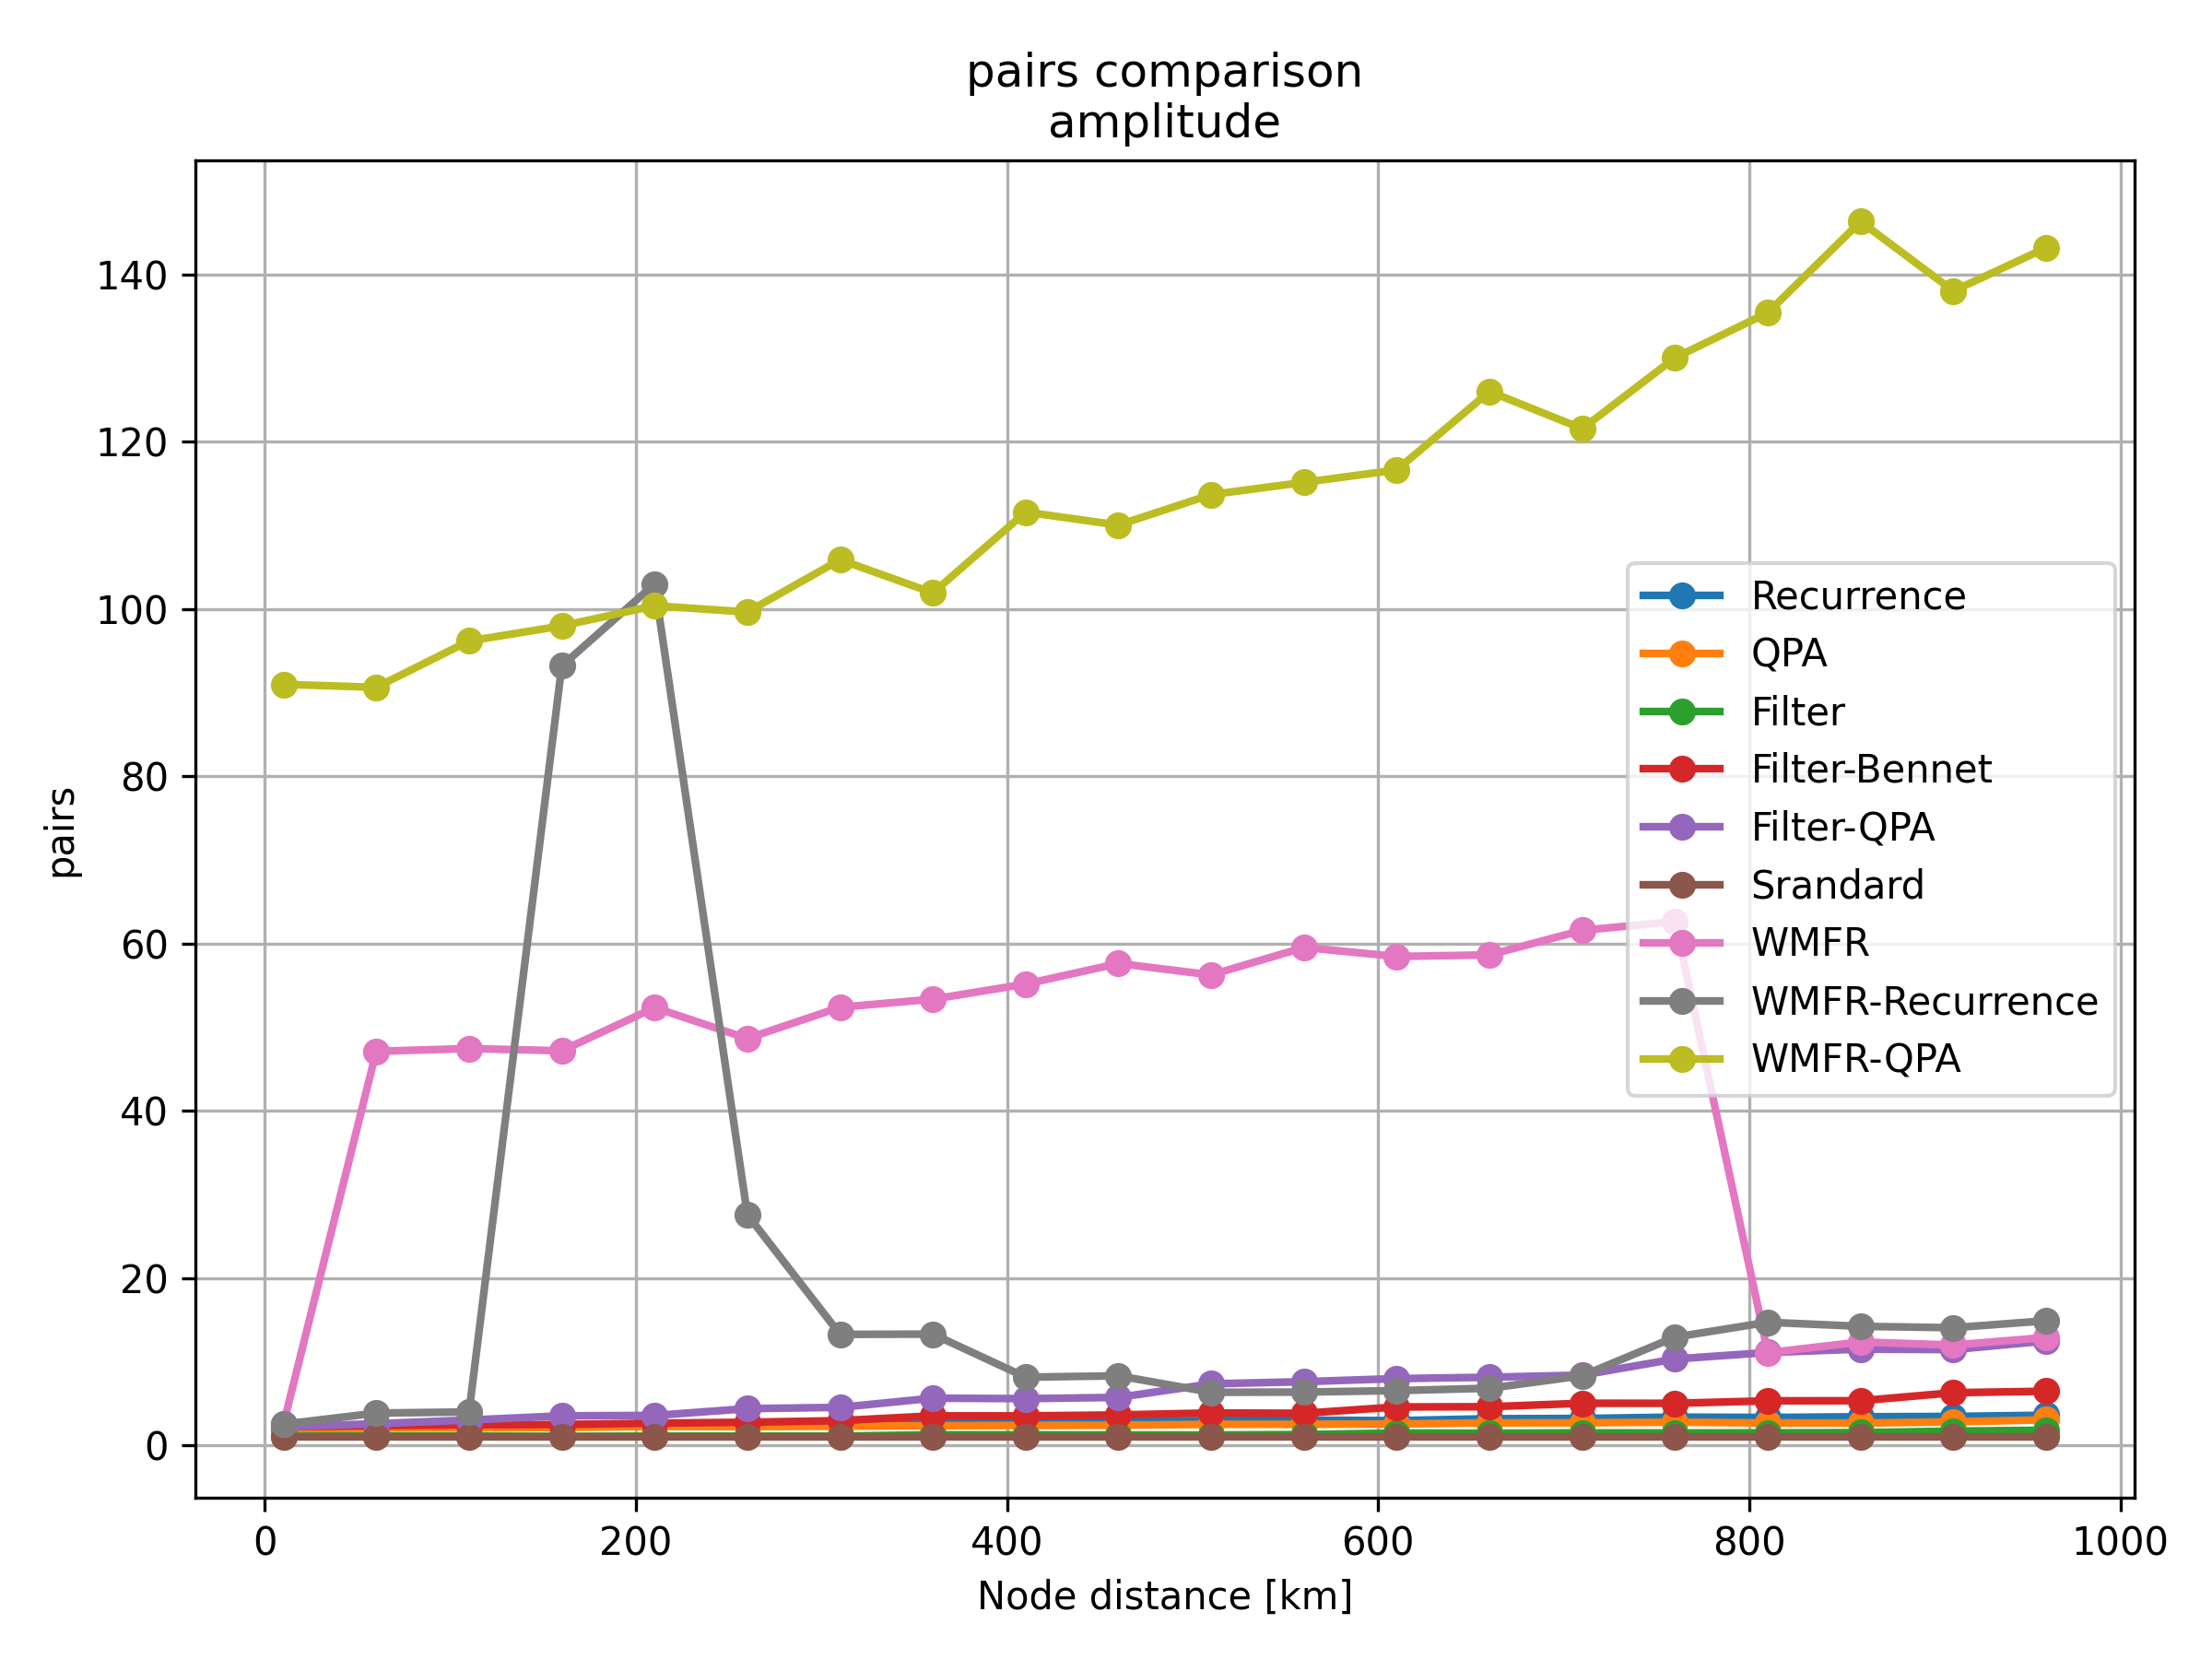 pairs comparison
amplitude
140
120
100
80
60
40
20
0
pairs
Recurrence
QPA
Filter
Filter-Bennet
Filter-QPA
Srandard
WMFR
WMFR-Recurrence
WMFR-QPA
0 200 400 600 800 1000
Node distance [km]